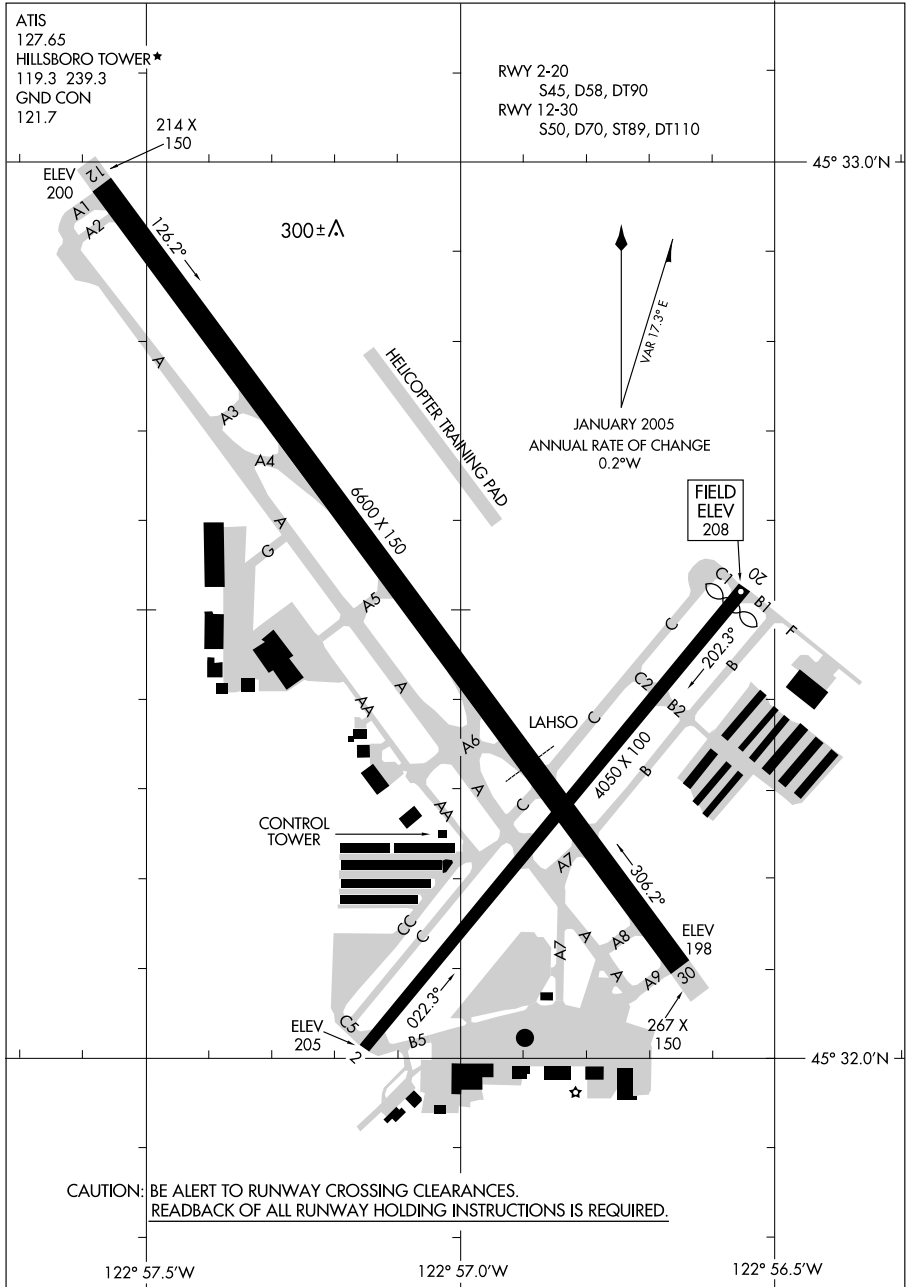 ATIS
127.65
HILLSBORO TOWER
119.3 239.3
GND CON
121.7
RWY 2-20
S45, D58, DT90
RWY 12-30
S50, D70, ST89, DT110
214 X
150
45° 33.0'N
ELEV
200
12
A1
A2
126.2°
300±
VAR 17.3° E
A
HELICOPTER TRAINING PAD
JANUARY 2005
ANNUAL RATE OF CHANGE
0.2°W
A3
A4
6600 X 150
FIELD
ELEV
208
A
G
C1
20
A5
B1
C
F
202.3°
B
A
C2
AA
B2
C
LAHSO
A6
4050 X 100
B
A
C
AA
CONTROL
TOWER
A7
306.2°
CC
C
A
A8
ELEV
198
A7
A
A9
30
022.3°
C5
ELEV
205
B5
2
267 X
150
45° 32.0'N
CAUTION: BE ALERT TO RUNWAY CROSSING CLEARANCES.
READBACK OF ALL RUNWAY HOLDING INSTRUCTIONS IS REQUIRED.
122° 57.5'W
122° 57.0'W
122° 56.5'W